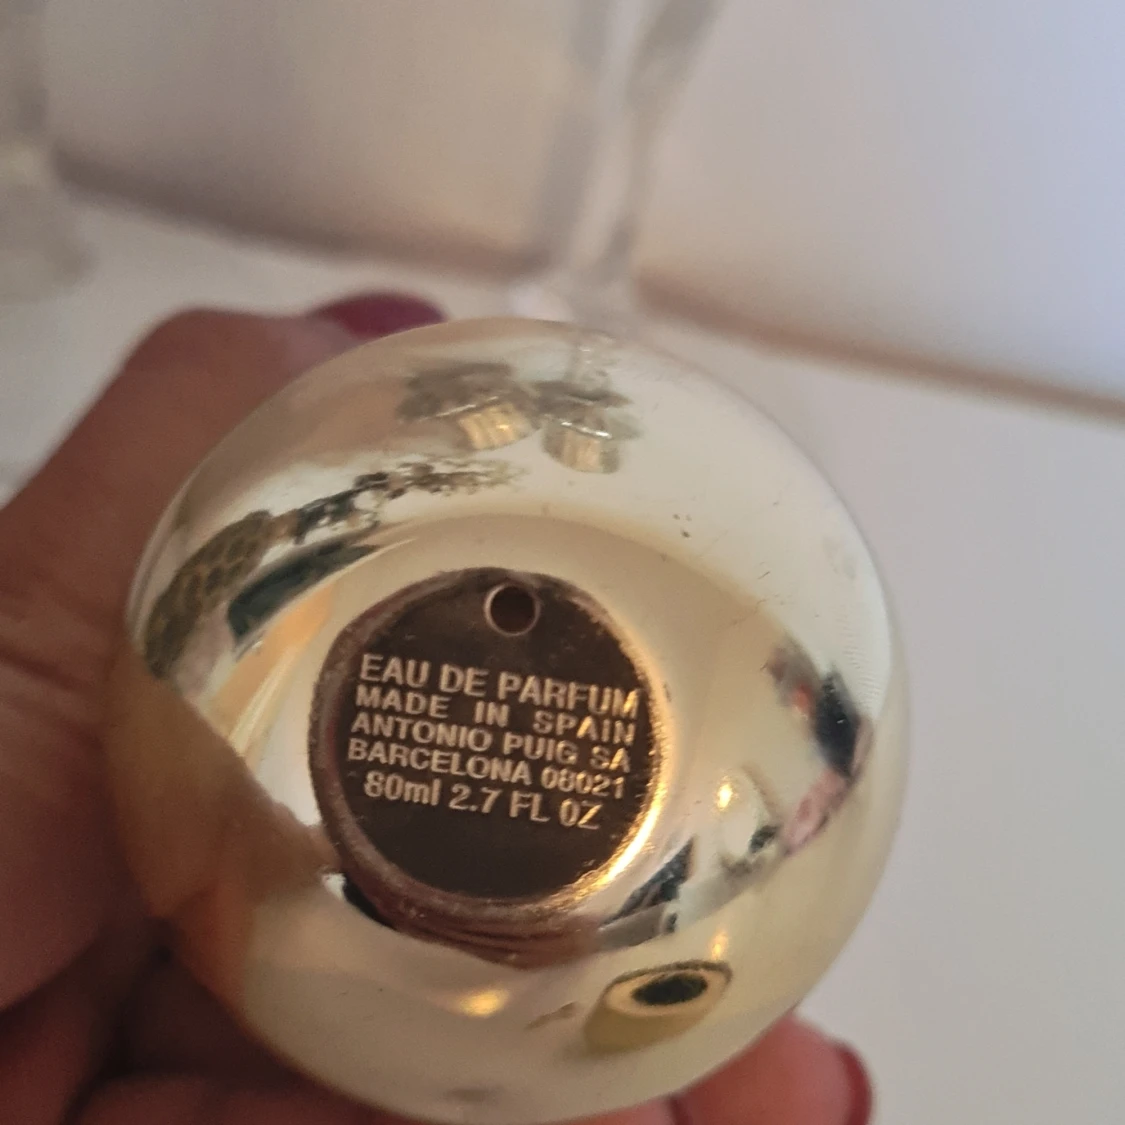 EAU DE PARFUM
MADE IN SPAIN
ANTONIO PUIG SA
BARCELONA 08021
80ml 2.7 FL OZ